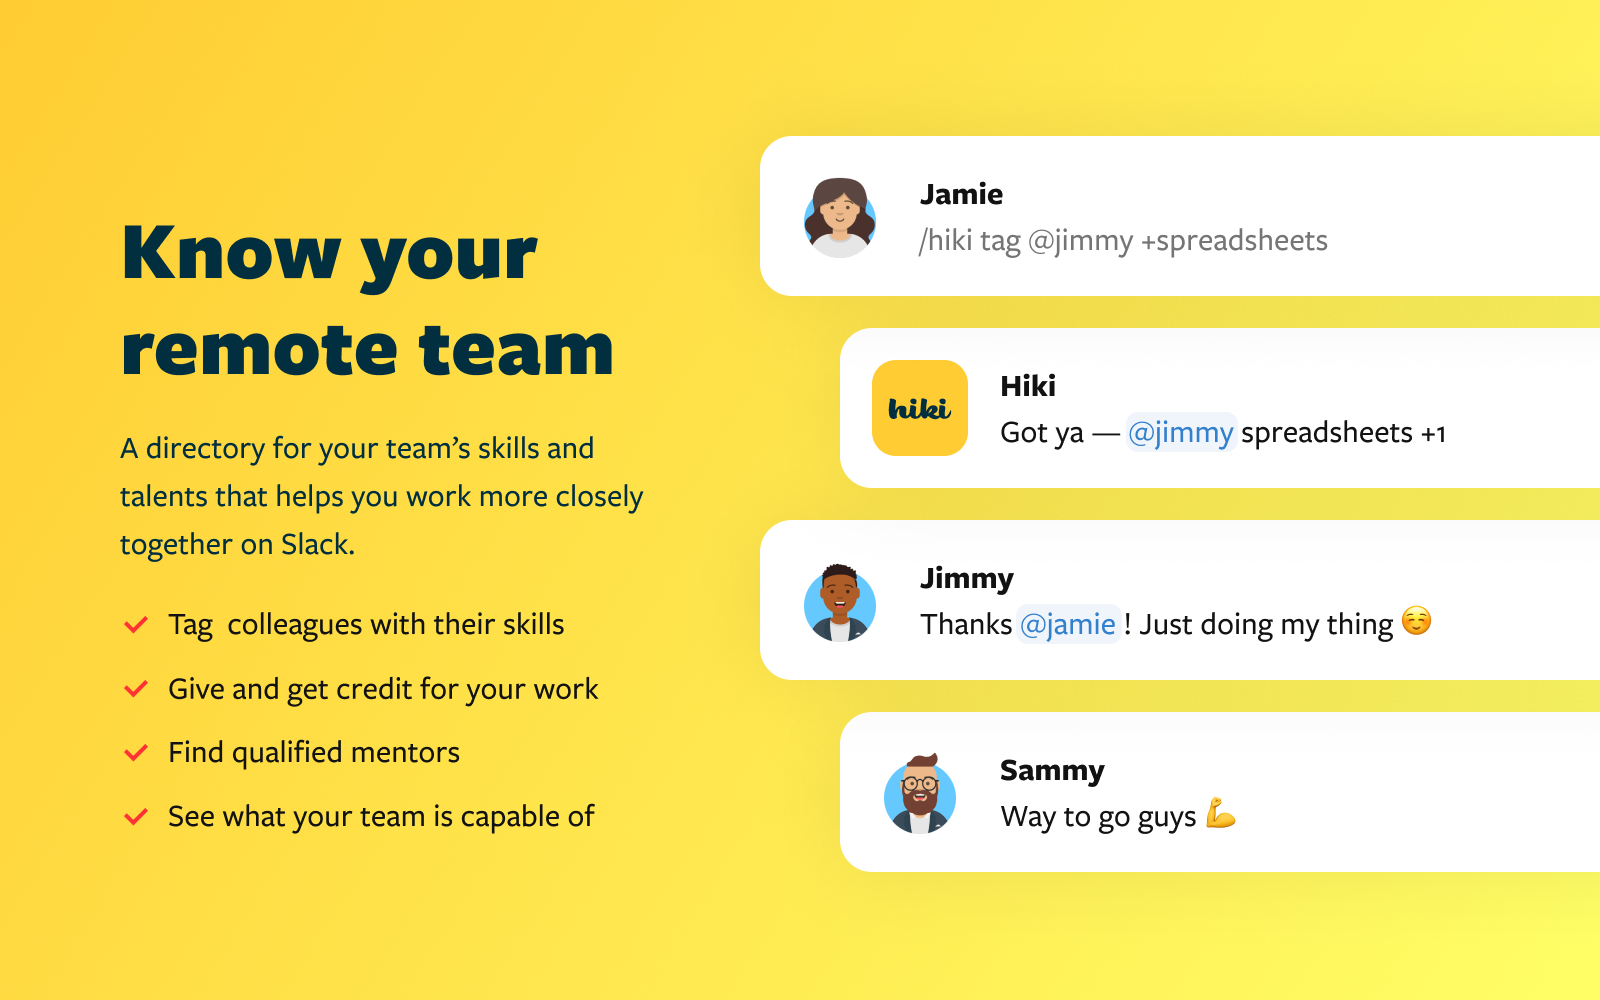 Know your
remote team
A directory for your team’s skills and
talents that helps you work more closely
together on Slack.
Tag  colleagues with their skills
Give and get credit for your work
Find qualified mentors
See what your team is capable of
Jamie
/hiki tag @jimmy +spreadsheets
hiki
Hiki
Got ya — @jimmy spreadsheets +1
Jimmy
Thanks @jamie ! Just doing my thing ☺️
Sammy
Way to go guys 💪